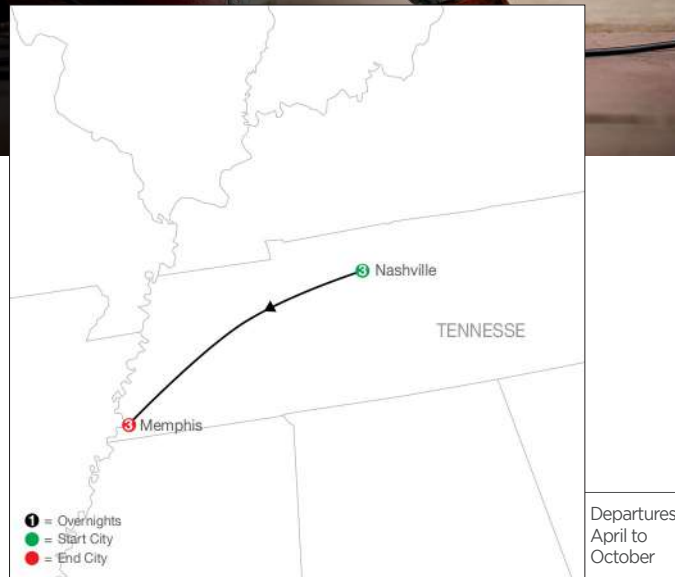 3 Nashville
TENNESSE
3 Memphis
1 = Overnights
= Start City
= End City
Departures
April to
October